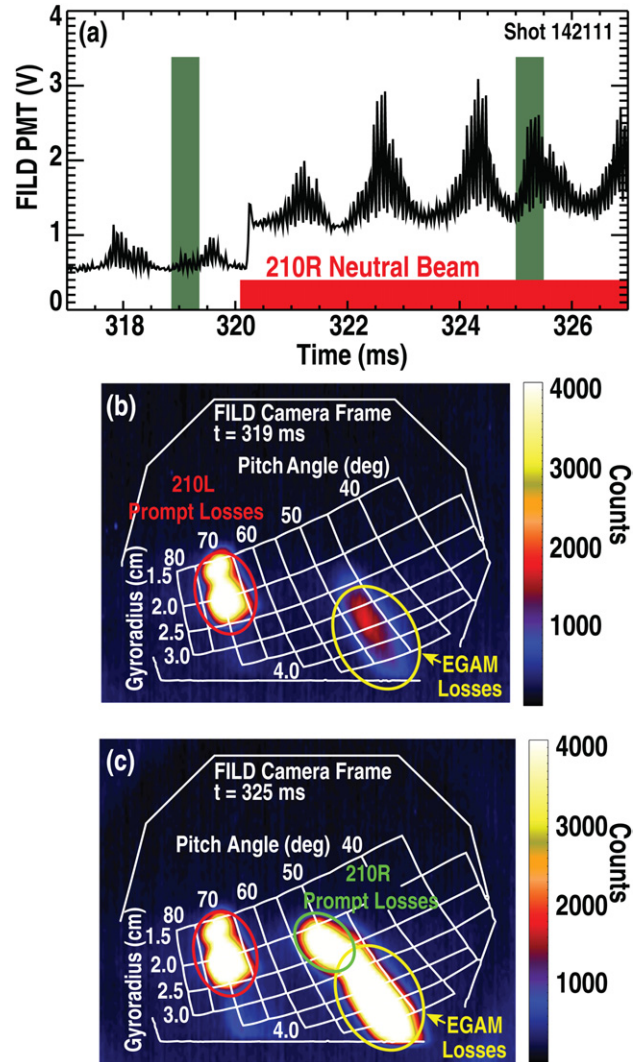 (a)
Shot 142111
FILD PMT (V)
4
3
2
1
0
210R Neutral Beam
318
320
322
324
326
Time (ms)
(b)
FILD Camera Frame
t = 319 ms
Pitch Angle (deg)
40
50
60
70
80
210L
Prompt Losses
Gyroradius (cm)
1.5
2.0
2.5
3.0
4.0
EGAM
Losses
4000
3000
2000
1000
Counts
(c)
FILD Camera Frame
t = 325 ms
Pitch Angle (deg)
40
50
60
70
80
210R
Prompt Losses
Gyroradius (cm)
1.5
2.0
2.5
3.0
4.0
EGAM
Losses
4000
3000
2000
1000
Counts